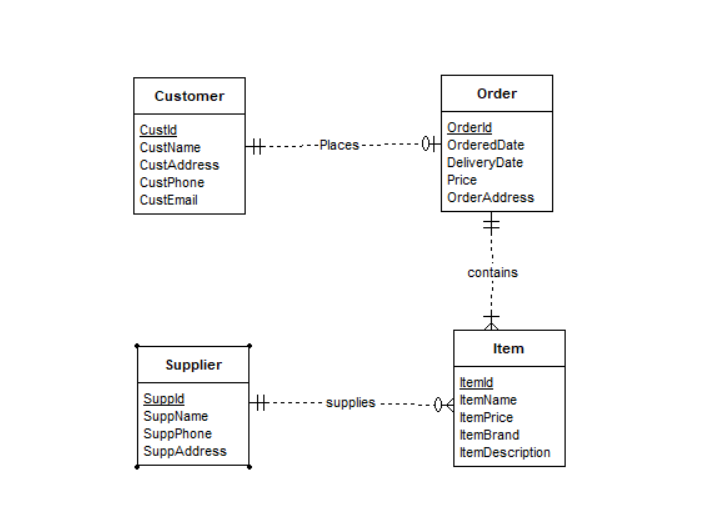 Customer
CustId
CustName
CustAddress
CustPhone
CustEmail
Places
Order
OrderId
OrderedDate
DeliveryDate
Price
OrderAddress
contains
Supplier
SuppId
SuppName
SuppPhone
SuppAddress
supplies
Item
ItemId
ItemName
ItemPrice
ItemBrand
ItemDescription